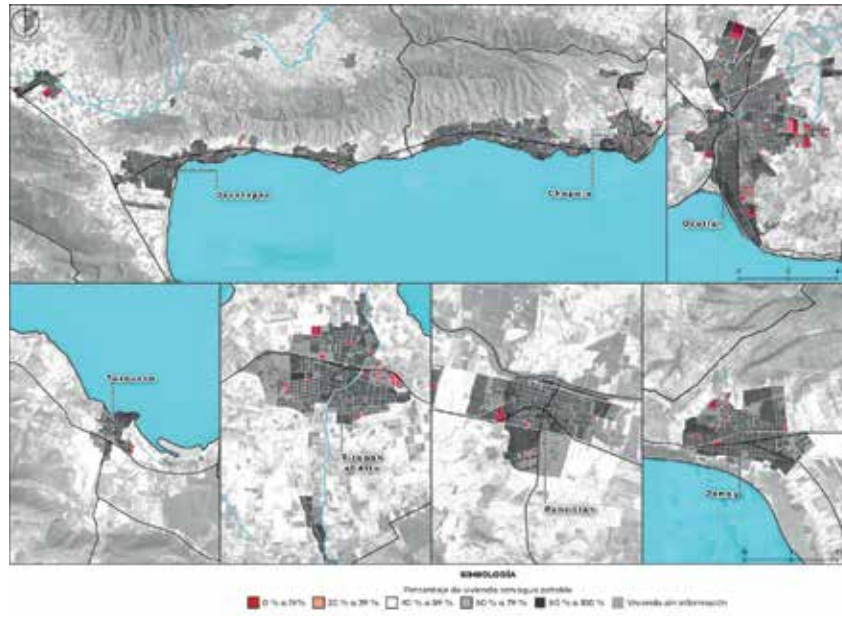 Jocotepec
Chapala
Ocotlán
Tuxcueca
Tizapán
el Alto
Poncitlán
Jamay
SIMBOLOGÍA
Porcentaje de vivienda con agua potable
0 % a 19 % 20 % a 39 % 40 % a 59 % 60 % a 79 % 80 % a 100 % Vivienda sin información